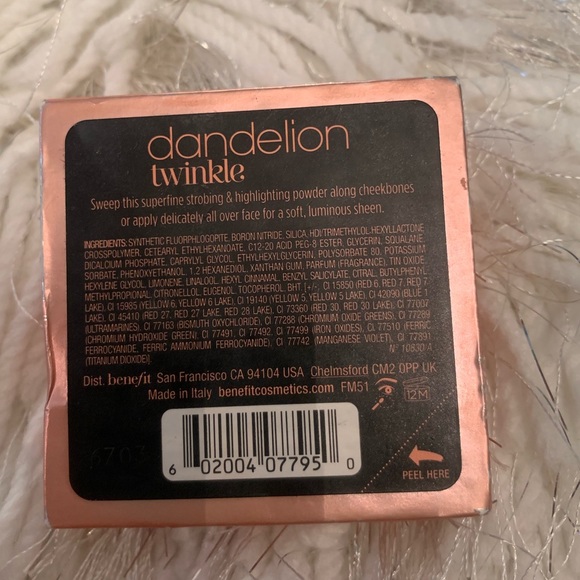 dandelion
twinkle
Sweep this superfine strobing & highlighting powder along cheekbones
or apply delicately all over face for a soft, luminous sheen.
INGREDIENTS: SYNTHETIC FLUORPHLOGOPITE, BORON NITRIDE, SILICA, HDI/TRIMETHYLOL HEXYLLACTONE
CROSSPOLYMER, CETEARYL ETHYLHEXANOATE, C12-20 ACID PEG-8 ESTER, GLYCERIN, SQUALANE,
DICALCIUM PHOSPHATE, CAPRYLYL GLYCOL, ETHYLHEXYLGLYCERIN, POLYSORBATE 80, POTASSIUM
SORBATE, PHENOXYETHANOL, 1,2 HEXANEDIOL, XANTHAN GUM, PARFUM (FRAGRANCE), TIN OXIDE,
HEXYLENE GLYCOL, LIMONENE, LINALOOL, HEXYL CINNAMAL, BENZYL SALICYLATE, CITRAL, BUTYLPHENYL
METHYLPROPIONAL, CITRONELLOL, EUGENOL, TOCOPHEROL, BHT [+/-, CI 15850 (RED 6, RED 7, RED 7
LAKE), CI 15985 (YELLOW 6, YELLOW 6 LAKE), CI 19140 (YELLOW 5, YELLOW 5 LAKE), CI 42090 (BLUE 1
LAKE), CI 45410 (RED 27, RED 27 LAKE, RED 28 LAKE), CI 73360 (RED 30, RED 30 LAKE), CI 77007
(ULTRAMARINES), CI 77163 (BISMUTH OXYCHLORIDE), CI 77288 (CHROMIUM OXIDE GREENS), CI 77289
(CHROMIUM HYDROXIDE GREEN), CI 77491, CI 77492, CI 77499 (IRON OXIDES), CI 77510 (FERRIC
FERROCYANIDE, FERRIC AMMONIUM FERROCYANIDE), CI 77742 (MANGANESE VIOLET), CI 77891
(TITANIUM DIOXIDE)]. N° 10830 A
Dist. benefit San Francisco CA 94104 USA Chelmsford CM2 0PP UK
Made in Italy benefitcosmetics.com FM51
12M
6 02004 07795 0
PEEL HERE